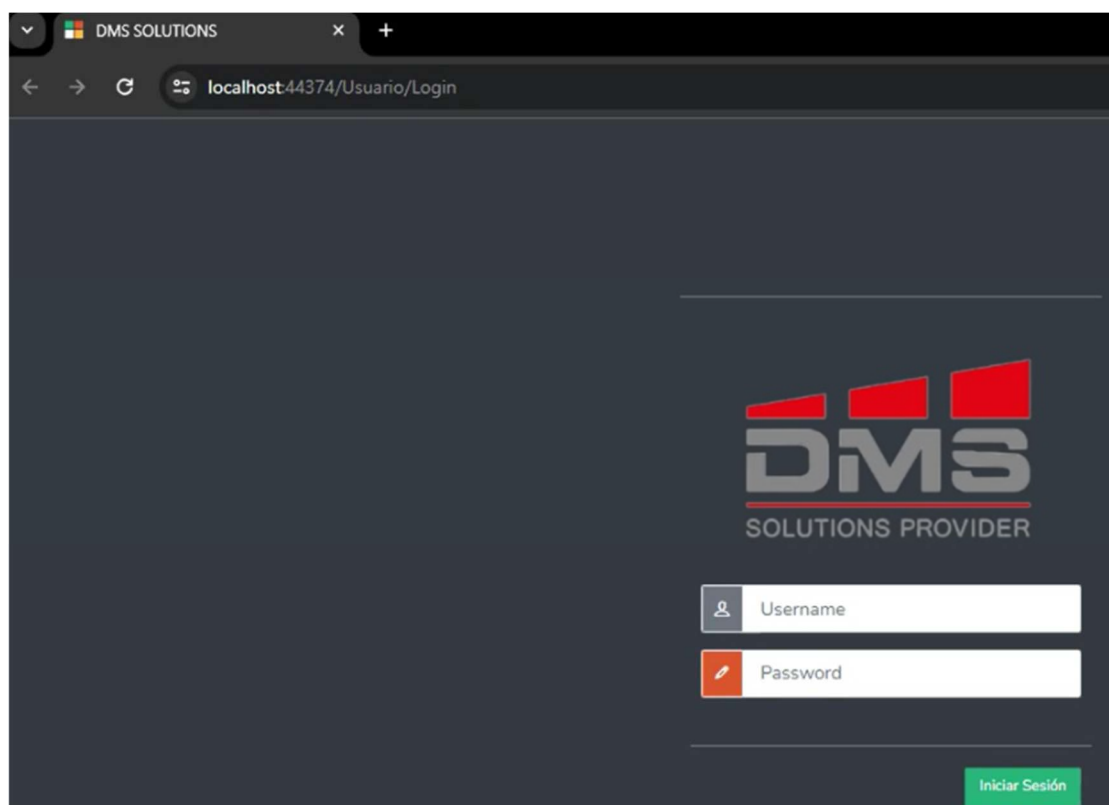 DMS SOLUTIONS
localhost:44374/Usuario/Login
DMS
SOLUTIONS PROVIDER
Username
Password
Iniciar Sesión